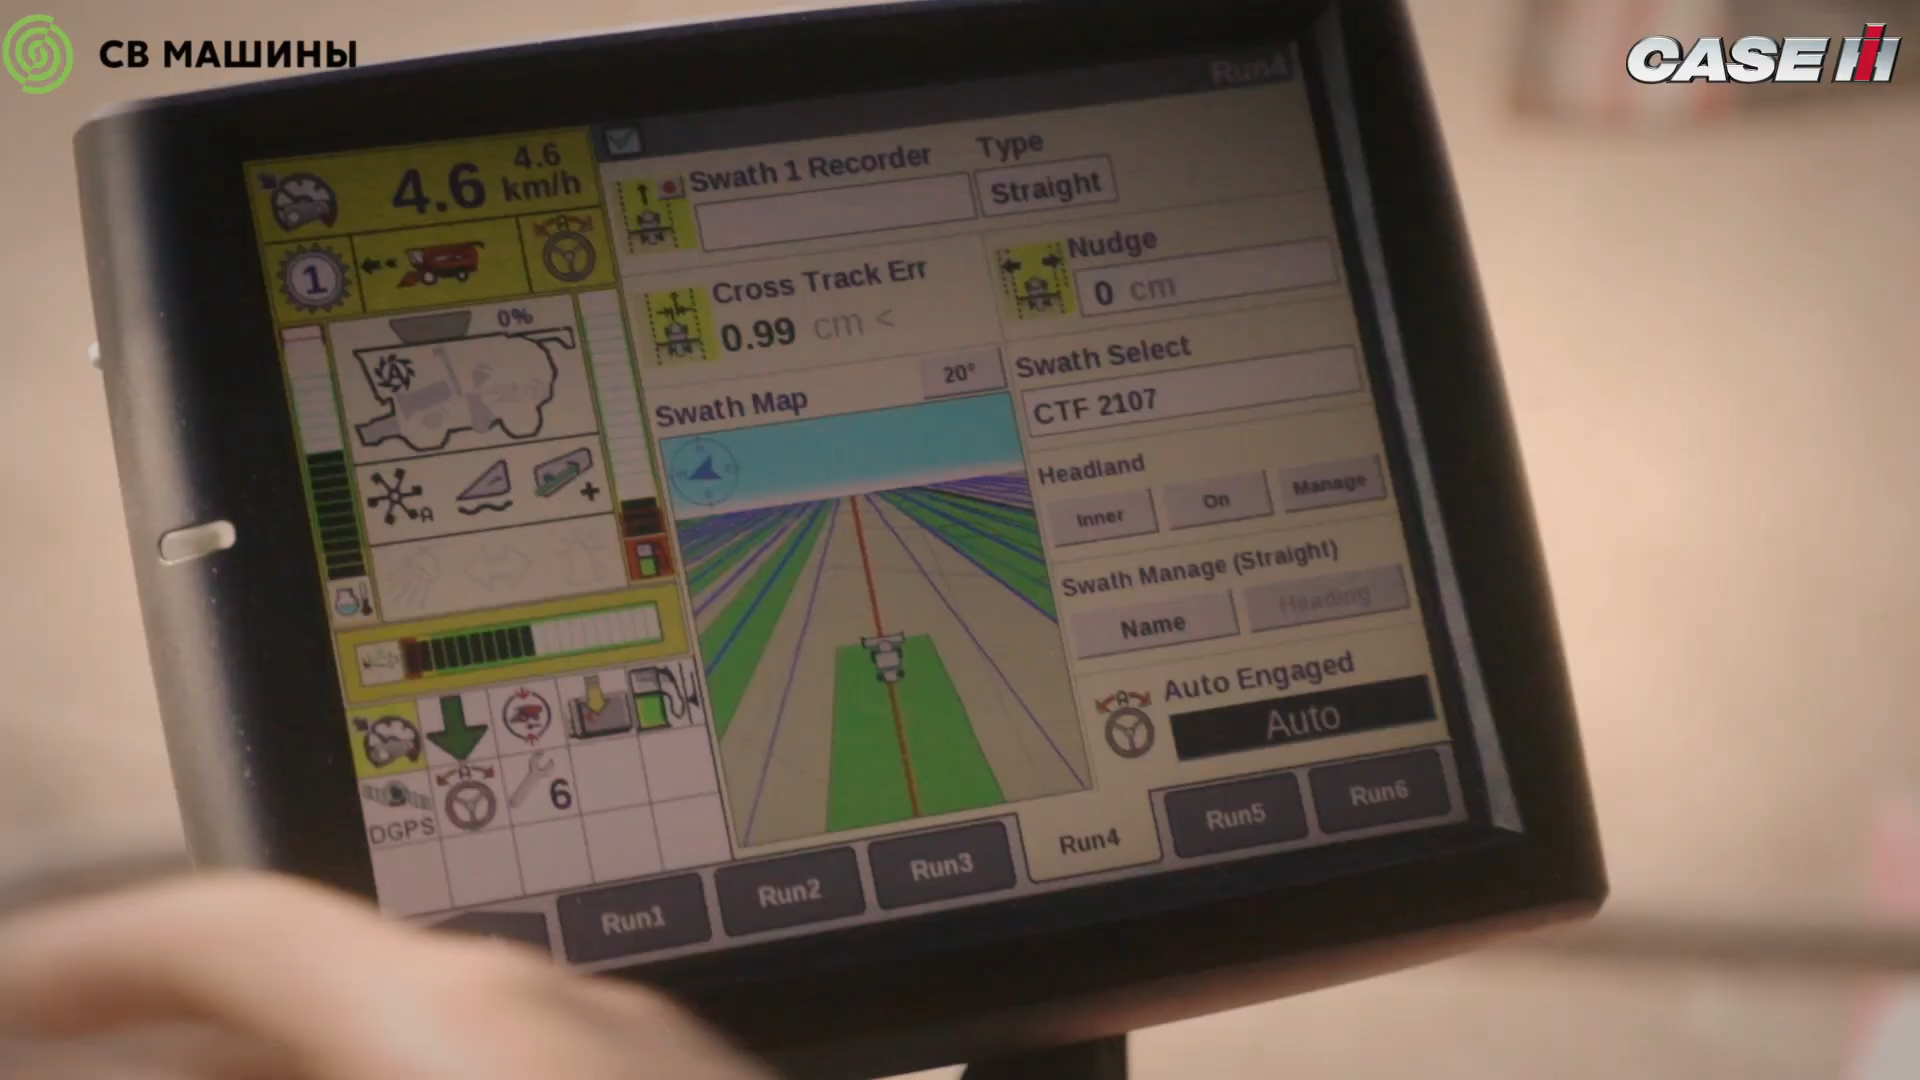 СВ МАШИНЫ
CASE IH
Run4
4.6
4.6
km/h
1
0%
A
A
A
Swath 1 Recorder
Type
Straight
Cross Track Err
0.99 cm <
Nudge
0 cm
Swath Map
20°
Swath Select
CTF 2107
Headland
Inner
On
Manage
Swath Manage (Straight)
Name
Heading
A
Auto Engaged
Auto
DGPS
A
6
Run1
Run2
Run3
Run4
Run5
Run6